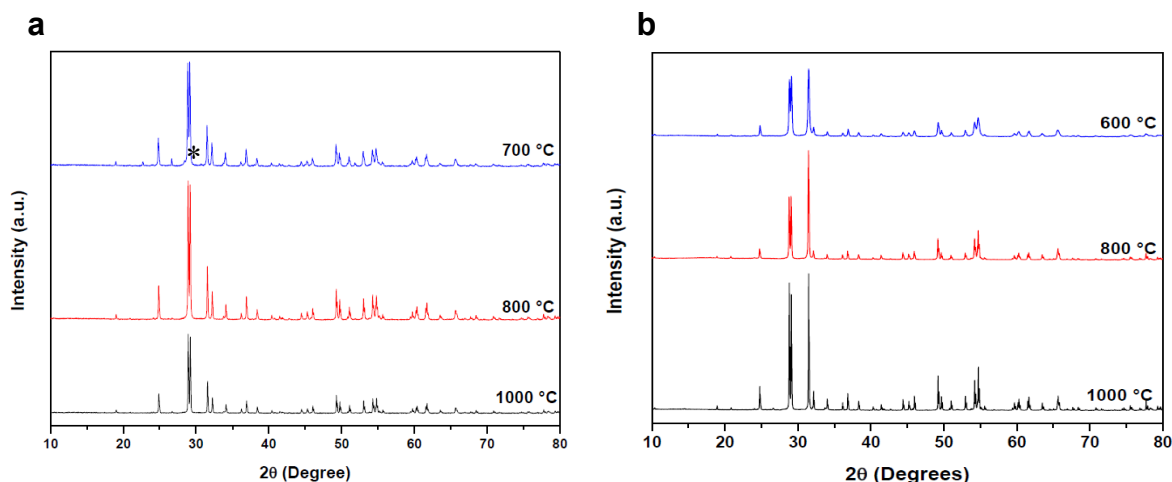 a
Intensity (a.u.)
700 °C
*
800 °C
1000 °C
10 20 30 40 50 60 70 80
2θ (Degree)
b
Intensity (a.u.)
600 °C
800 °C
1000 °C
10 20 30 40 50 60 70 80
2θ (Degrees)